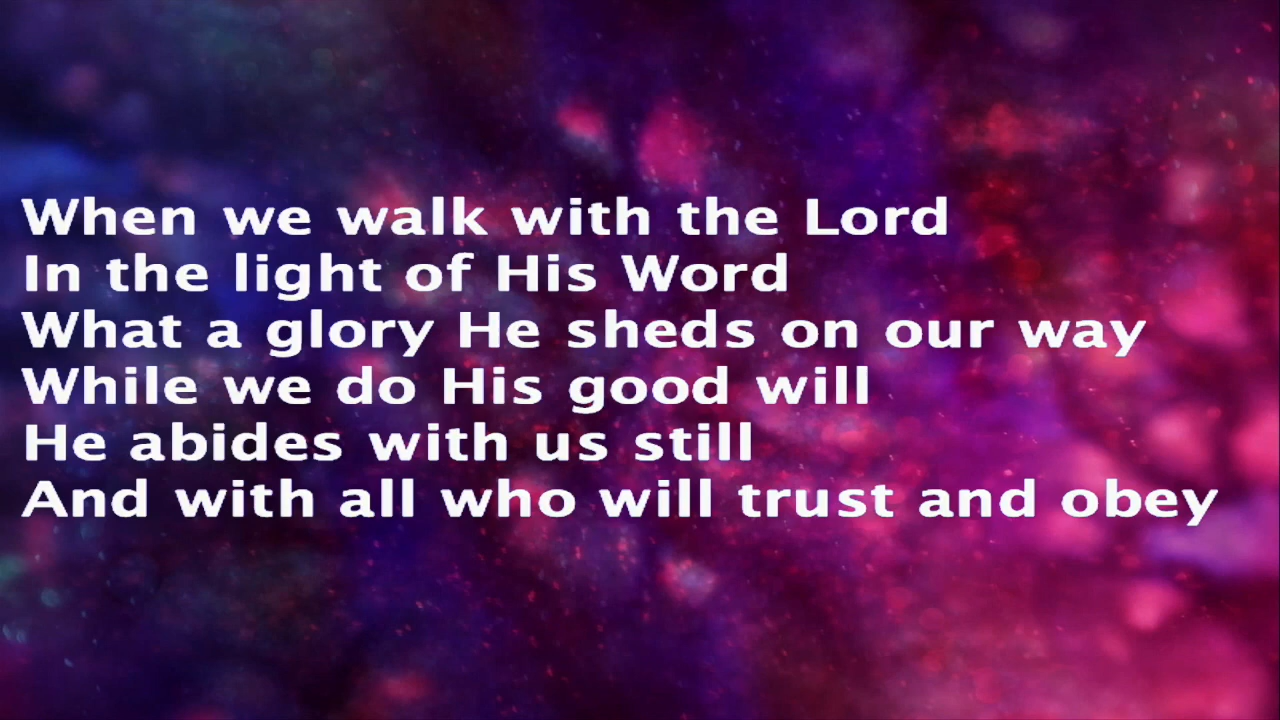 When we walk with the Lord
In the light of His Word
What a glory He sheds on our way
While we do His good will
He abides with us still
And with all who will trust and obey